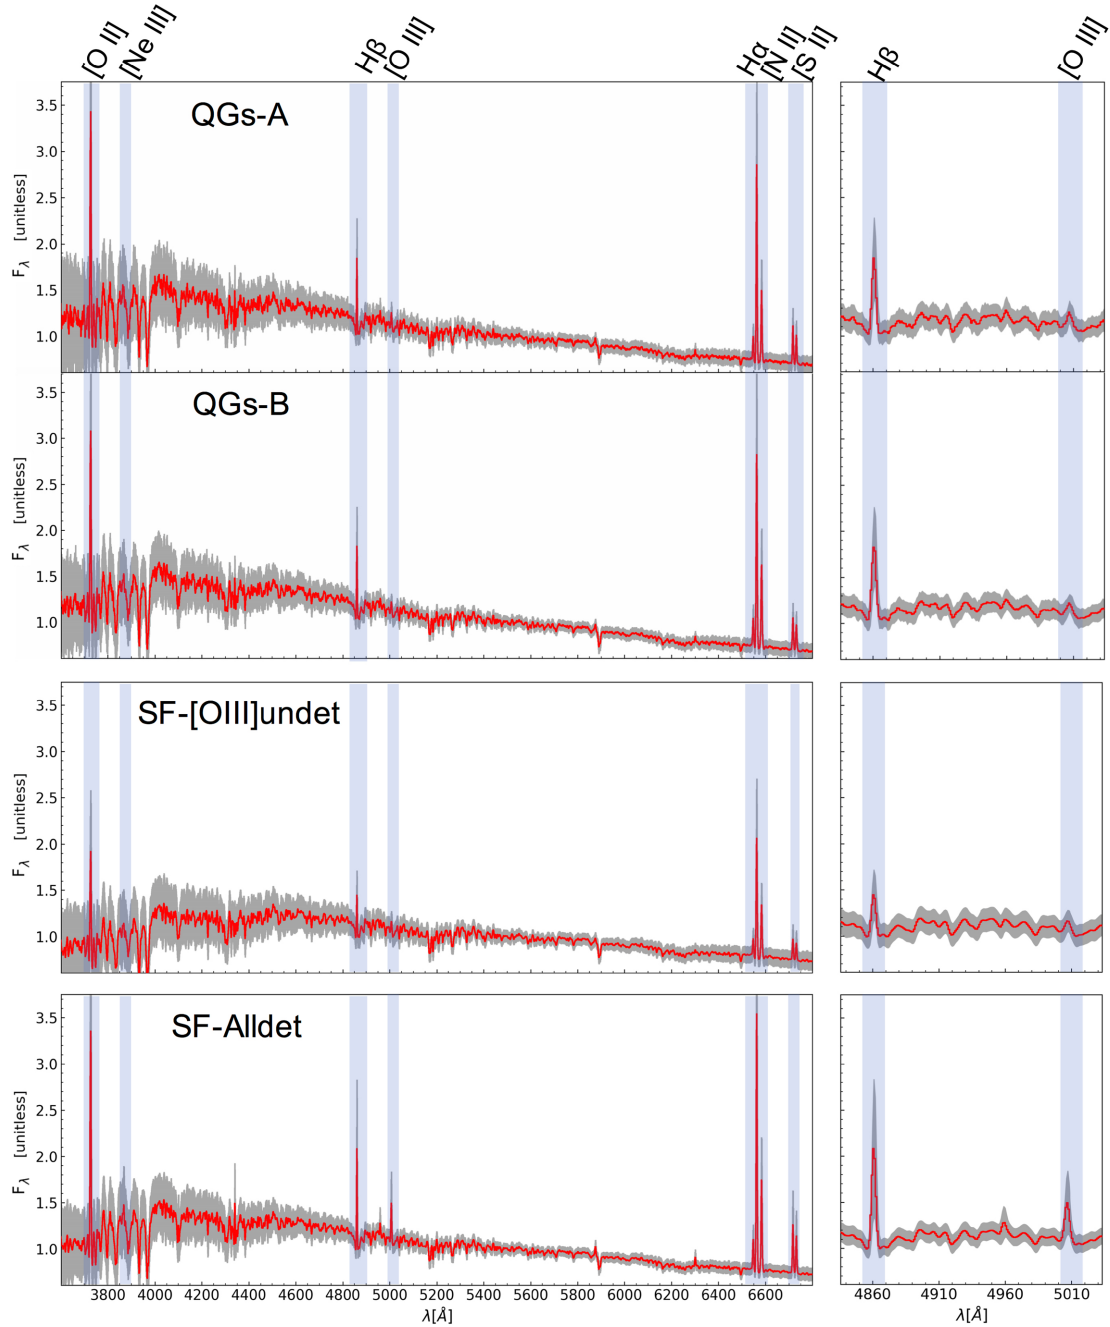 [O II]
[Ne III]
Hβ
[O III]
Hα
[N II]
[S II]
Hβ
[O III]
QGs-A
3.5
3.0
2.5
2.0
1.5
1.0
Fλ [unitless]
QGs-B
3.5
3.0
2.5
2.0
1.5
1.0
Fλ [unitless]
SF-[OIII]undet
3.5
3.0
2.5
2.0
1.5
1.0
Fλ [unitless]
SF-Alldet
3.5
3.0
2.5
2.0
1.5
1.0
Fλ [unitless]
3800 4000 4200 4400 4600 4800 5000 5200 5400 5600 5800 6000 6200 6400 6600
λ[Å]
4860 4910 4960 5010
λ[Å]